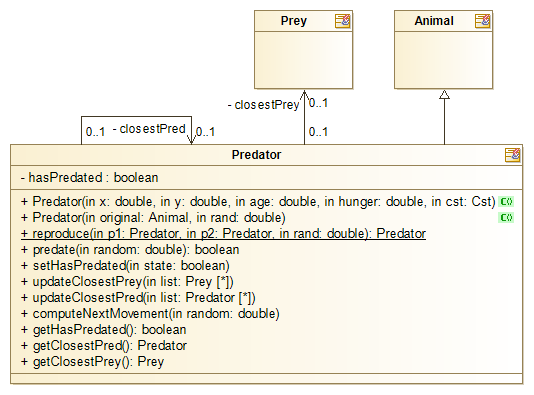 Prey
Animal
- closestPrey
0..1
- closestPred
0..1
0..1
0..1
Predator
- hasPredated : boolean
+ Predator(in x: double, in y: double, in age: double, in hunger: double, in cst: Cst)
+ Predator(in original: Animal, in rand: double)
+ reproduce(in p1: Predator, in p2: Predator, in rand: double): Predator
+ predate(in random: double): boolean
+ setHasPredated(in state: boolean)
+ updateClosestPrey(in list: Prey [*])
+ updateClosestPred(in list: Predator [*])
+ computeNextMovement(in random: double)
+ getHasPredated(): boolean
+ getClosestPred(): Predator
+ getClosestPrey(): Prey